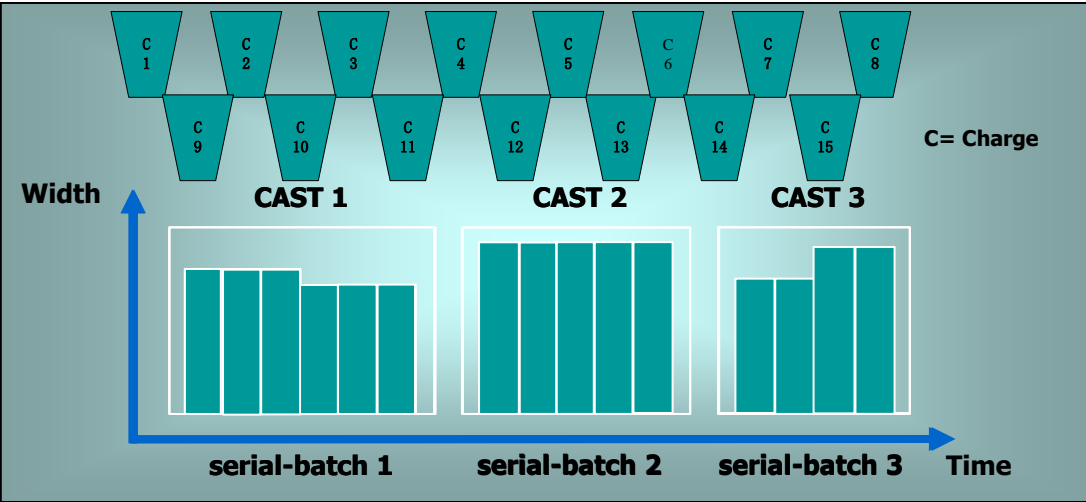 C
1
C
2
C
3
C
4
C
5
C
6
C
7
C
8
C
9
C
10
C
11
C
12
C
13
C
14
C
15
C= Charge
Width
CAST 1
CAST 2
CAST 3
serial-batch 1
serial-batch 2
serial-batch 3
Time